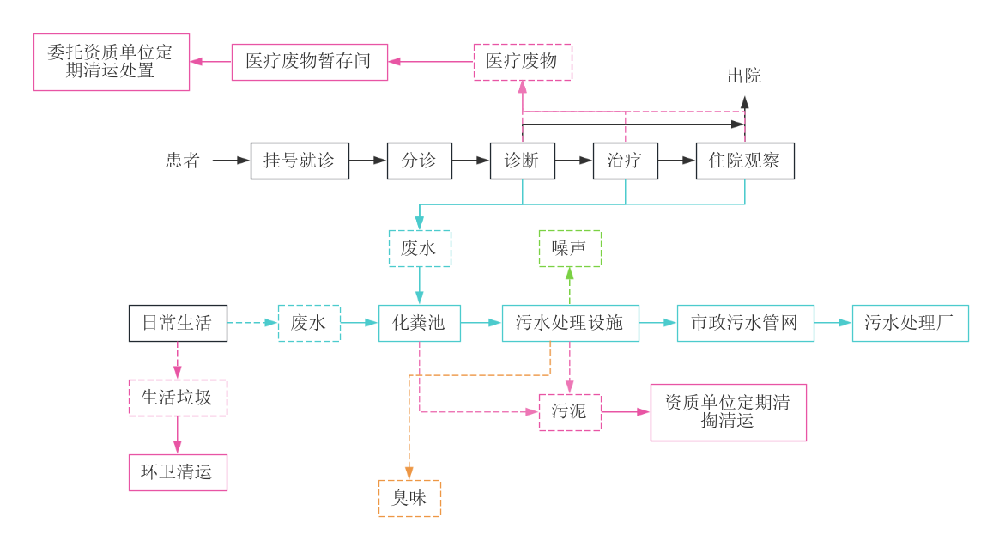 委托资质单位定
期清运处置
医疗废物暂存间
医疗废物
出院
患者
挂号就诊
分诊
诊断
治疗
住院观察
废水
噪声
日常生活
废水
化粪池
污水处理设施
市政污水管网
污水处理厂
生活垃圾
污泥
资质单位定期清
掏清运
环卫清运
臭味